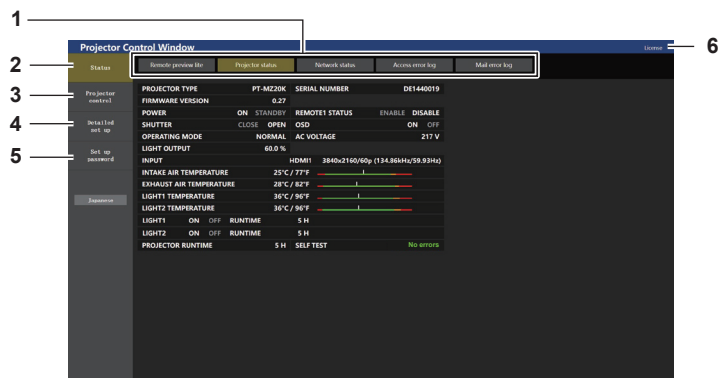 1
Projector Control Window
License
6
2
Status
Remote preview lite
Projector status
Network status
Access error log
Mail error log
3
Projector
control
4
Detailed
set up
5
Set up
password
Japanese
PROJECTOR TYPE PT-MZ20K SERIAL NUMBER DE1440019
FIRMWARE VERSION 0.27
POWER ON STANDBY REMOTE1 STATUS ENABLE DISABLE
SHUTTER CLOSE OPEN OSD ON OFF
OPERATING MODE NORMAL AC VOLTAGE 217 V
LIGHT OUTPUT 60.0 %
INPUT HDMI1 3840x2160/60p (134.86kHz/59.93Hz)
INTAKE AIR TEMPERATURE 25°C / 77°F
EXHAUST AIR TEMPERATURE 28°C / 82°F
LIGHT1 TEMPERATURE 36°C / 96°F
LIGHT2 TEMPERATURE 36°C / 96°F
LIGHT1 ON OFF RUNTIME 5 H
LIGHT2 ON OFF RUNTIME 5 H
PROJECTOR RUNTIME 5 H SELF TEST No errors